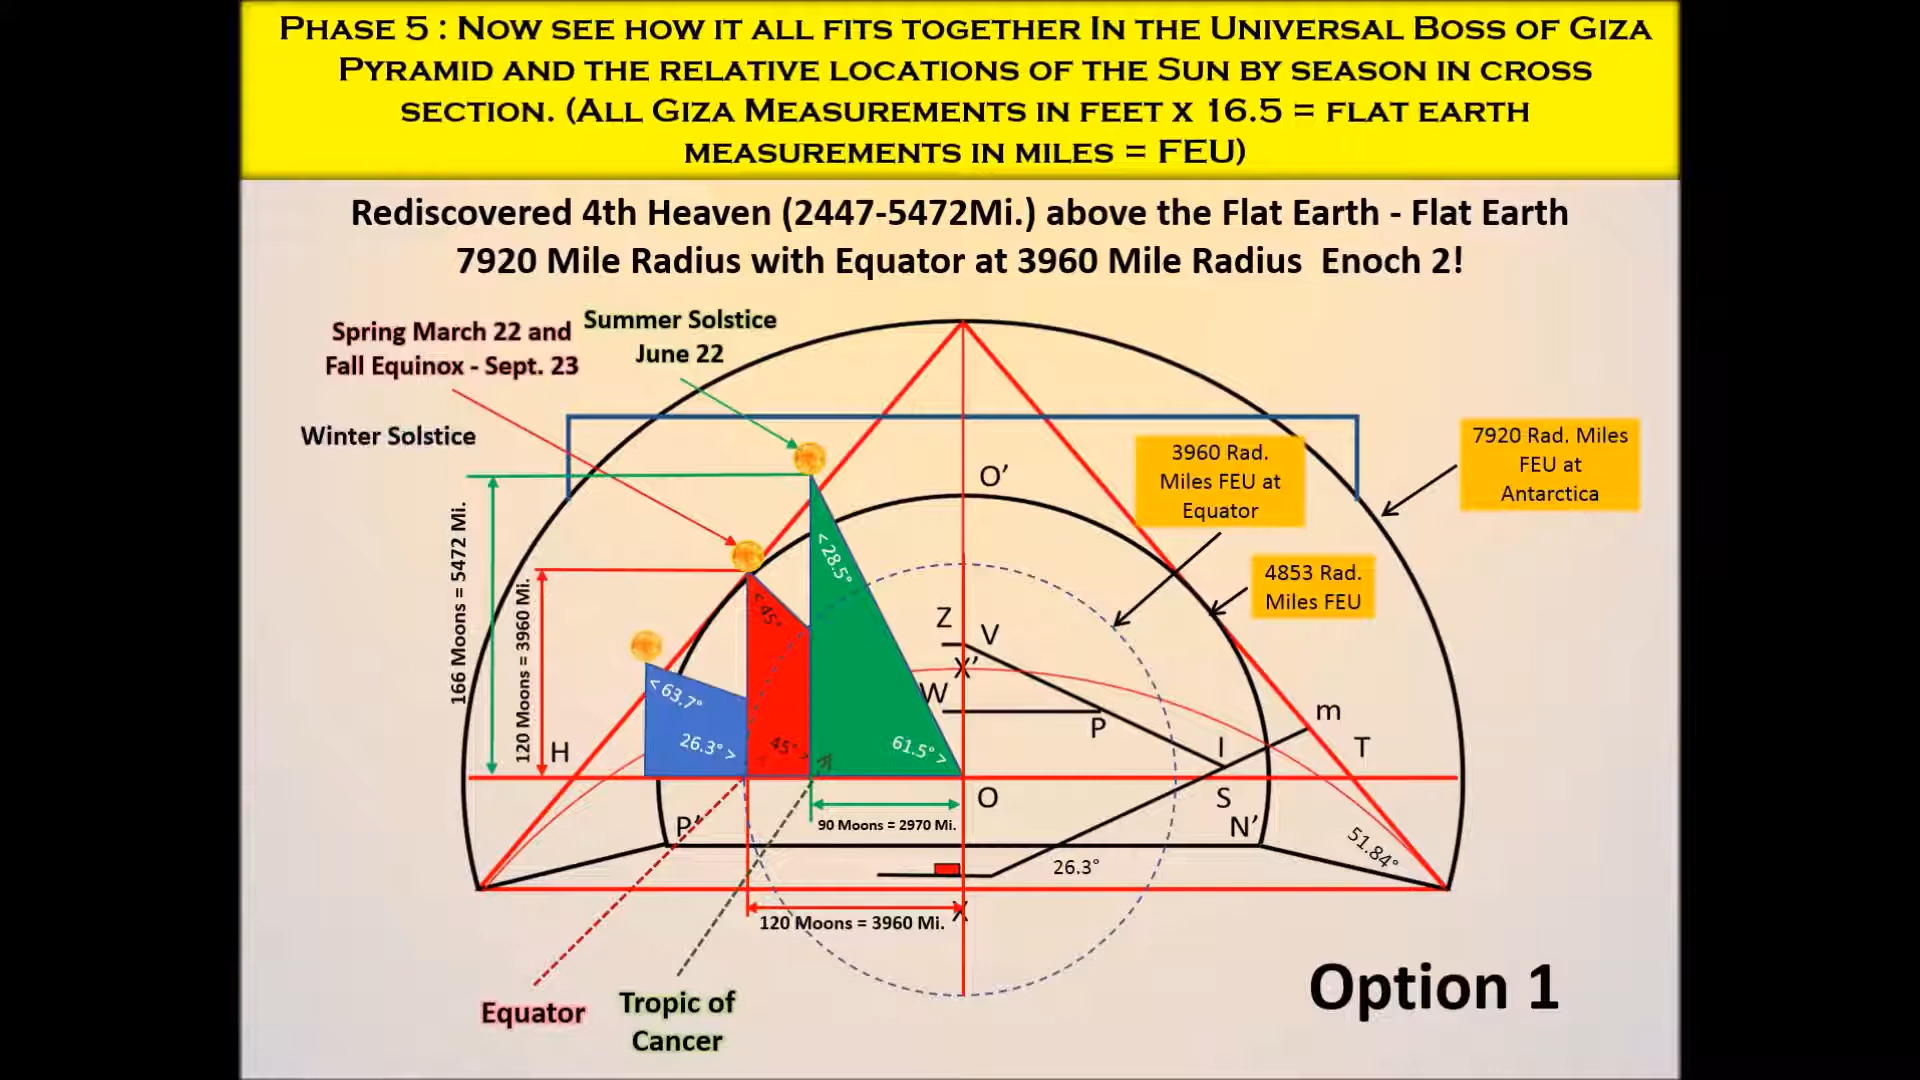 PHASE 5 : NOW SEE HOW IT ALL FITS TOGETHER IN THE UNIVERSAL BOSS OF GIZA
PYRAMID AND THE RELATIVE LOCATIONS OF THE SUN BY SEASON IN CROSS
SECTION. (ALL GIZA MEASUREMENTS IN FEET X 16.5 = FLAT EARTH
MEASUREMENTS IN MILES = FEU)
Rediscovered 4th Heaven (2447-5472Mi.) above the Flat Earth - Flat Earth
7920 Mile Radius with Equator at 3960 Mile Radius Enoch 2!
Spring March 22 and
Fall Equinox - Sept. 23
Summer Solstice
June 22
Winter Solstice
7920 Rad. Miles
FEU at
Antarctica
3960 Rad.
Miles FEU at
Equator
4853 Rad.
Miles FEU
166 Moons = 5472 Mi.
120 Moons = 3960 Mi.
O’
< 28.5°
< 45°
< 63.7°
26.3° >
45° >
61.5° >
Z
V
X’
W
P
m
I
T
H
O
S
P’
N’
90 Moons = 2970 Mi.
51.84°
26.3°
X
120 Moons = 3960 Mi.
Equator
Tropic of
Cancer
Option 1